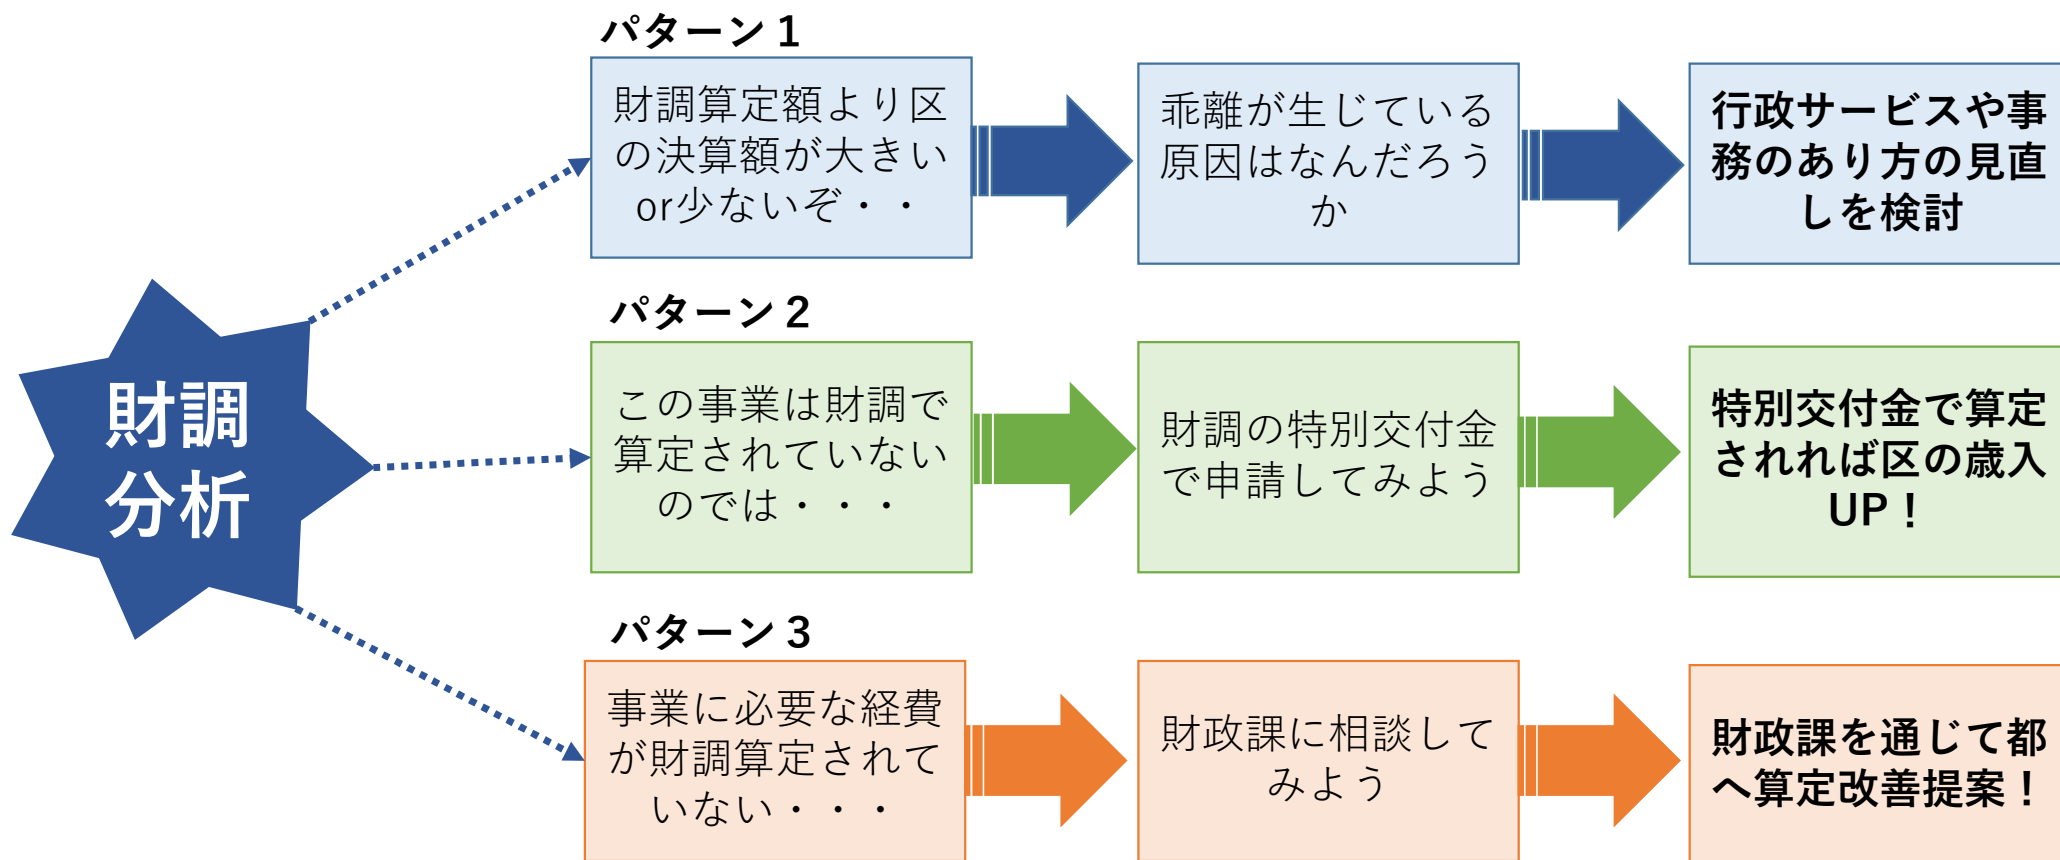 財調
分析
パターン１
財調算定額より区
の決算額が大きい
or少ないぞ・・
乖離が生じている
原因はなんだろう
か
行政サービスや事
務のあり方の見直
しを検討
パターン２
この事業は財調で
算定されていない
のでは・・・
財調の特別交付金
で申請してみよう
特別交付金で算定
されれば区の歳入
UP！
パターン３
事業に必要な経費
が財調算定されて
いない・・・
財政課に相談して
みよう
財政課を通じて都
へ算定改善提案！